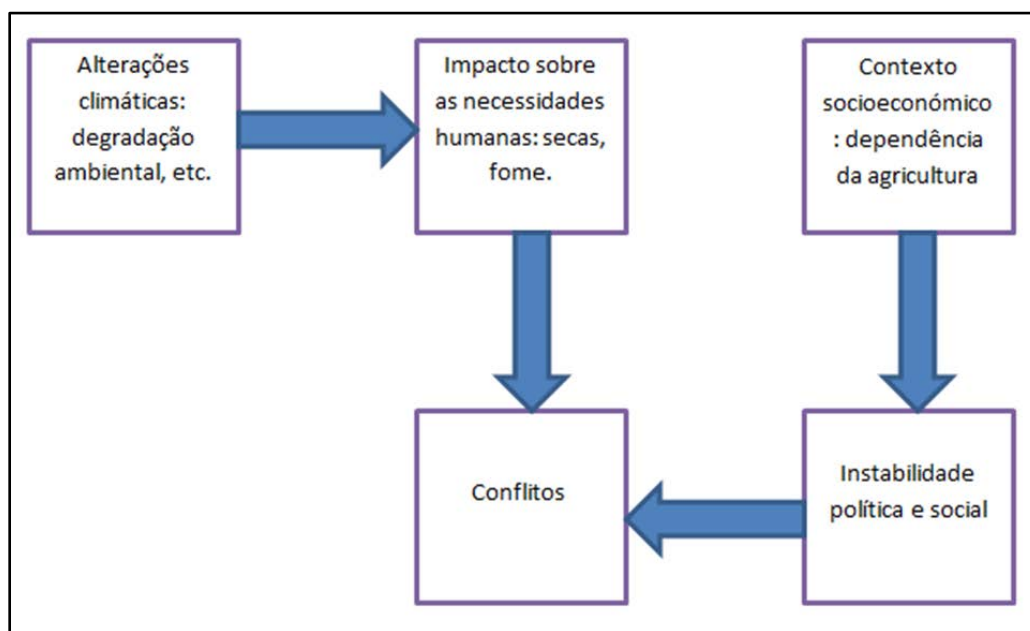 Alterações
climáticas:
degradação
ambiental, etc.
Impacto sobre
as necessidades
humanas: secas,
fome.
Contexto
socioeconómico
: dependência
da agricultura
Conflitos
Instabilidade
política e social